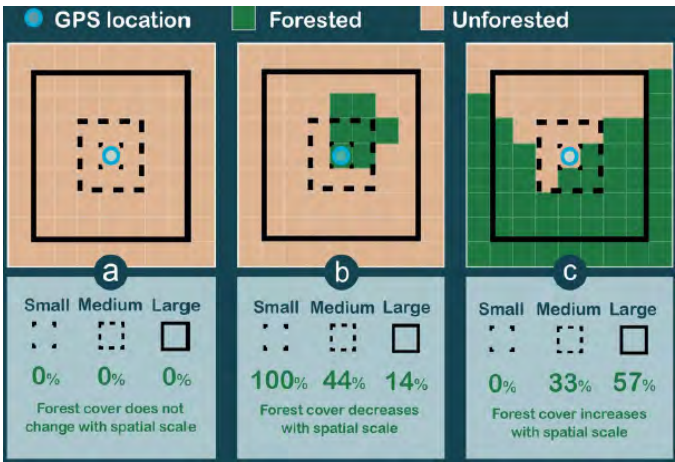 GPS location Forested Unforested
a b c
Small Medium Large
0% 0% 0%
Forest cover does not
change with spatial scale
Small Medium Large
100% 44% 14%
Forest cover decreases
with spatial scale
Small Medium Large
0% 33% 57%
Forest cover increases
with spatial scale